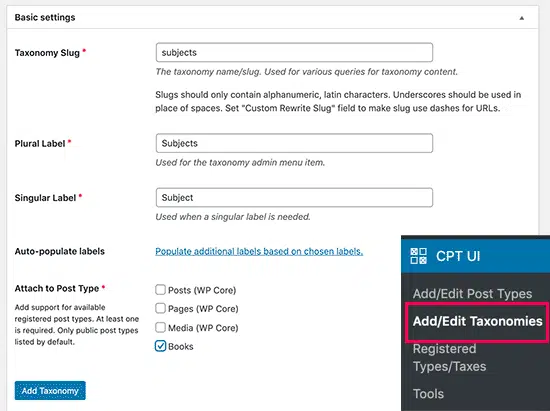 Basic settings
Taxonomy Slug *
subjects
The taxonomy name/slug. Used for various queries for taxonomy content.
Slugs should only contain alphanumeric, latin characters. Underscores should be used in
place of spaces. Set "Custom Rewrite Slug" field to make slug use dashes for URLs.
Plural Label *
Subjects
Used for the taxonomy admin menu item.
Singular Label *
Subject
Used when a singular label is needed.
Auto-populate labels
Populate additional labels based on chosen labels.
Attach to Post Type *
Add support for available
registered post types. At least one
is required. Only public post types
listed by default.
Posts (WP Core)
Pages (WP Core)
Media (WP Core)
Books
Add Taxonomy
CPT UI
Add/Edit Post Types
Add/Edit Taxonomies
Registered
Types/Taxes
Tools